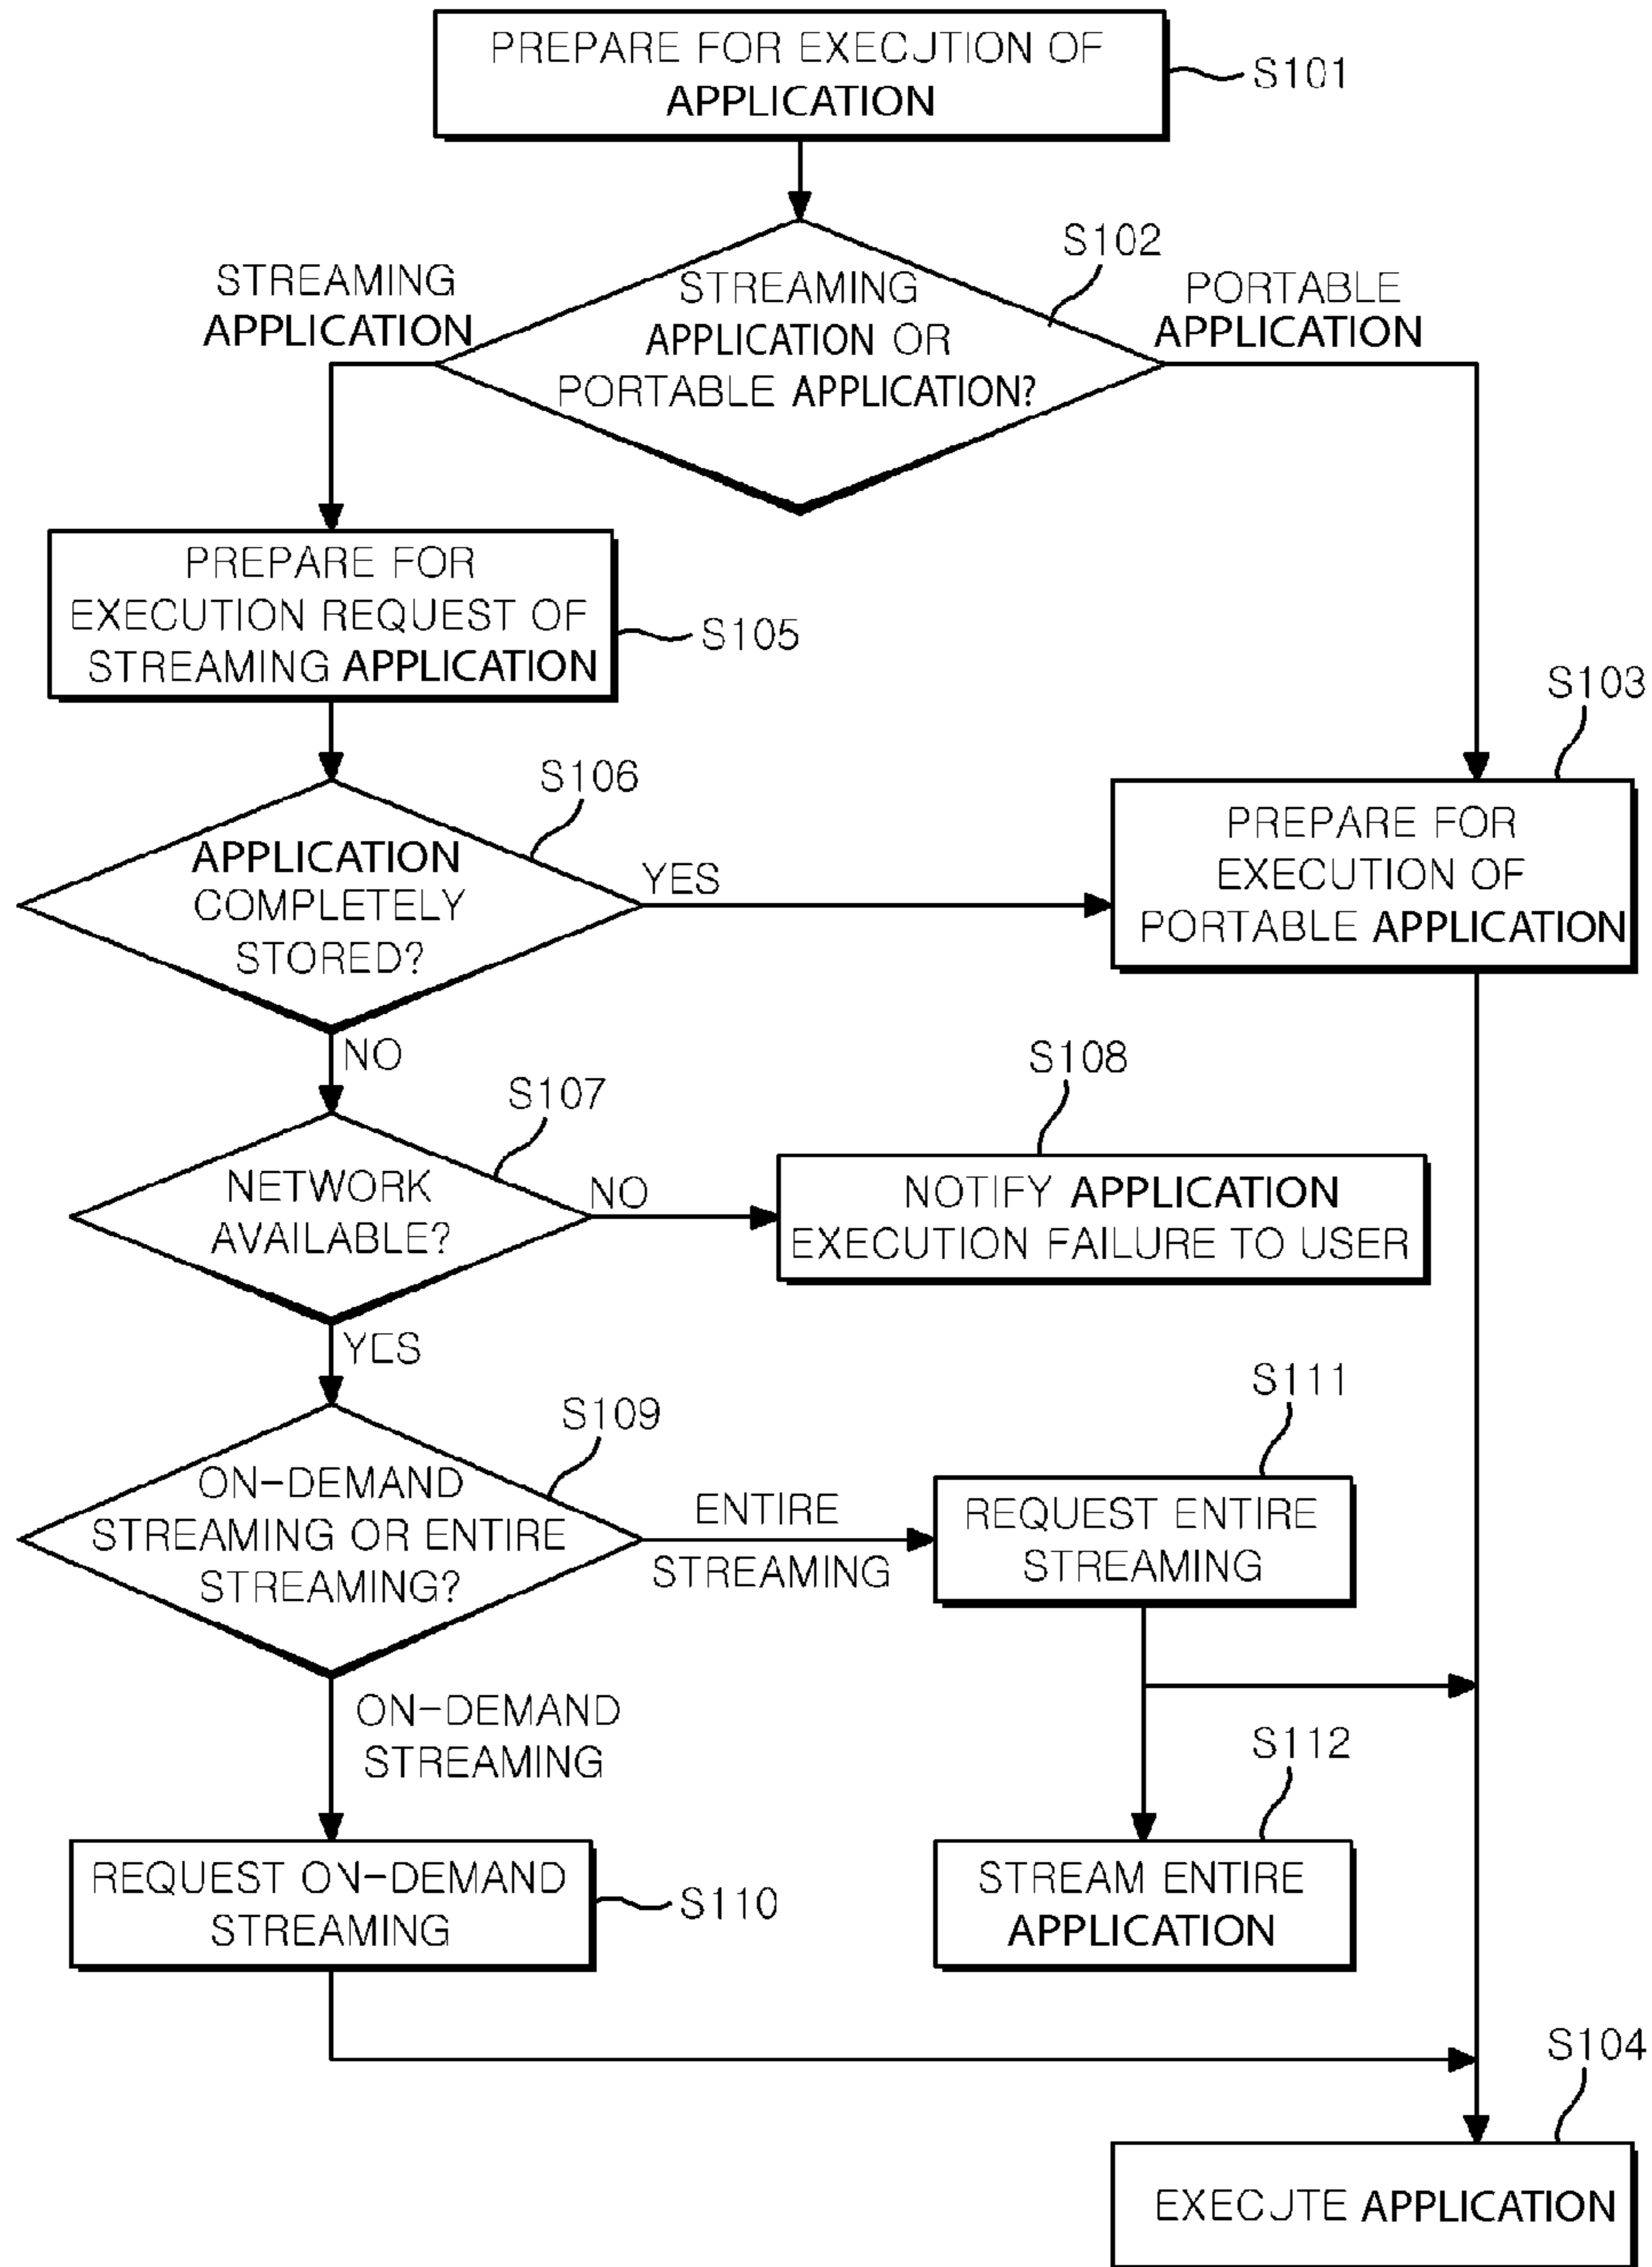 PREPARE FOR EXECUTION OF
APPLICATION
S101
S102
STREAMING
APPLICATION
STREAMING
APPLICATION OR
PORTABLE APPLICATION?
PORTABLE
APPLICATION
PREPARE FOR
EXECUTION REQUEST OF
STREAMING APPLICATION
S105
S103
S106
APPLICATION
COMPLETELY
STORED?
YES
PREPARE FOR
EXECUTION OF
PORTABLE APPLICATION
NO
S108
S107
NETWORK
AVAILABLE?
NO
NOTIFY APPLICATION
EXECUTION FAILURE TO USER
YES
S111
S109
ON-DEMAND
STREAMING OR ENTIRE
STREAMING?
ENTIRE
STREAMING
REQUEST ENTIRE
STREAMING
ON-DEMAND
STREAMING
S112
REQUEST ON-DEMAND
STREAMING
S110
STREAM ENTIRE
APPLICATION
S104
EXECUTE APPLICATION